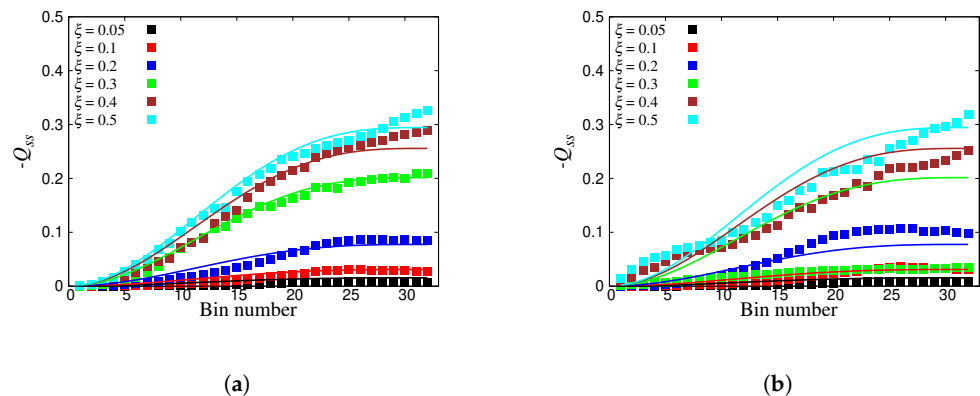 0.5
0.4
0.3
0.2
0.1
0
-Qss
ξ = 0.05
ξ = 0.1
ξ = 0.2
ξ = 0.3
ξ = 0.4
ξ = 0.5
0 5 10 15 20 25 30
Bin number
(a)
0.5
0.4
0.3
0.2
0.1
0
-Qss
ξ = 0.05
ξ = 0.1
ξ = 0.2
ξ = 0.3
ξ = 0.4
ξ = 0.5
0 5 10 15 20 25 30
Bin number
(b)